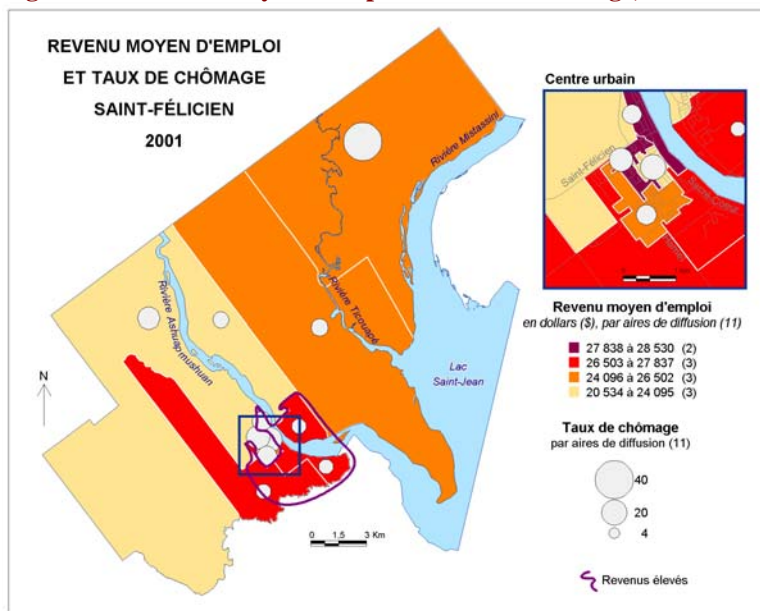 REVENU MOYEN D'EMPLOI
ET TAUX DE CHÔMAGE
SAINT-FÉLICIEN
2001
Rivière Mistassini
Rivière Ticouapé
Rivière Ashuapmushuan
Lac
Saint-Jean
N
0 1,5 3 Km
Centre urbain
Saint-Félicien
Sacré-Coeur
Revenu moyen d'emploi
en dollars ($), par aires de diffusion (11)
27 838 à 28 530 (2)
26 503 à 27 837 (3)
24 096 à 26 502 (3)
20 534 à 24 095 (3)
Taux de chômage
par aires de diffusion (11)
40
20
4
Revenus élevés